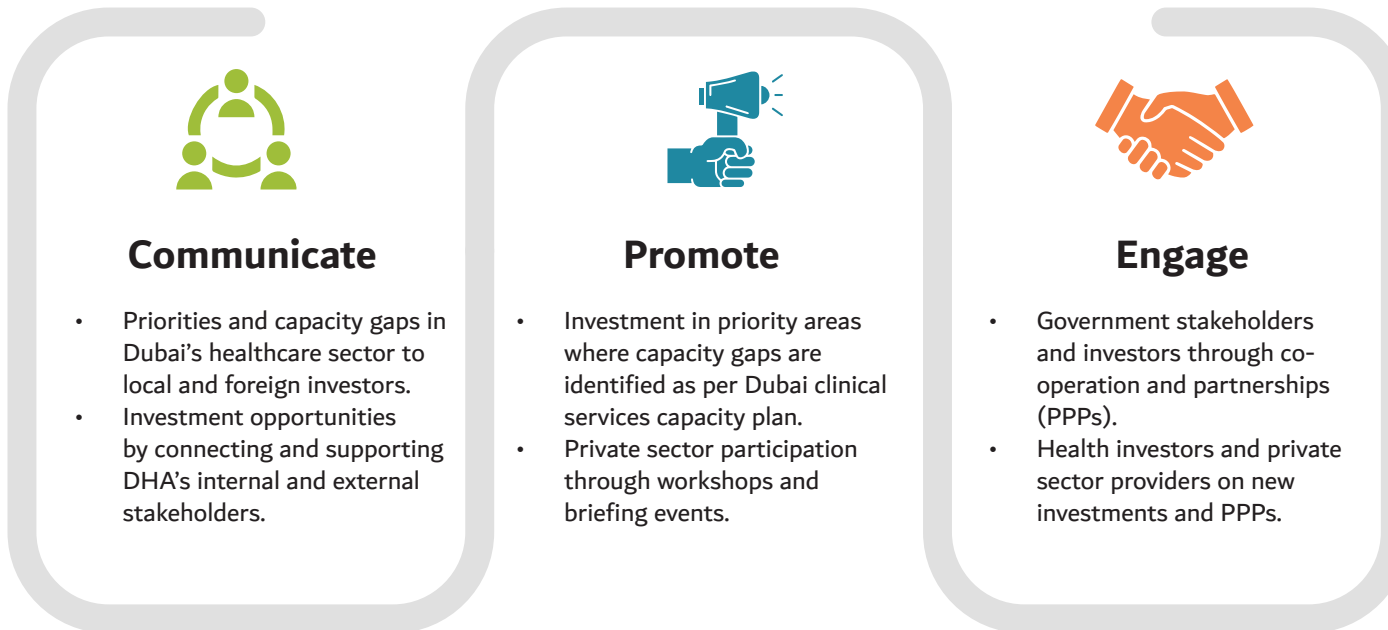 Communicate
• Priorities and capacity gaps in
Dubai’s healthcare sector to
local and foreign investors.
• Investment opportunities
by connecting and supporting
DHA’s internal and external
stakeholders.
Promote
• Investment in priority areas
where capacity gaps are
identified as per Dubai clinical
services capacity plan.
• Private sector participation
through workshops and
briefing events.
Engage
• Government stakeholders
and investors through co-
operation and partnerships
(PPPs).
• Health investors and private
sector providers on new
investments and PPPs.